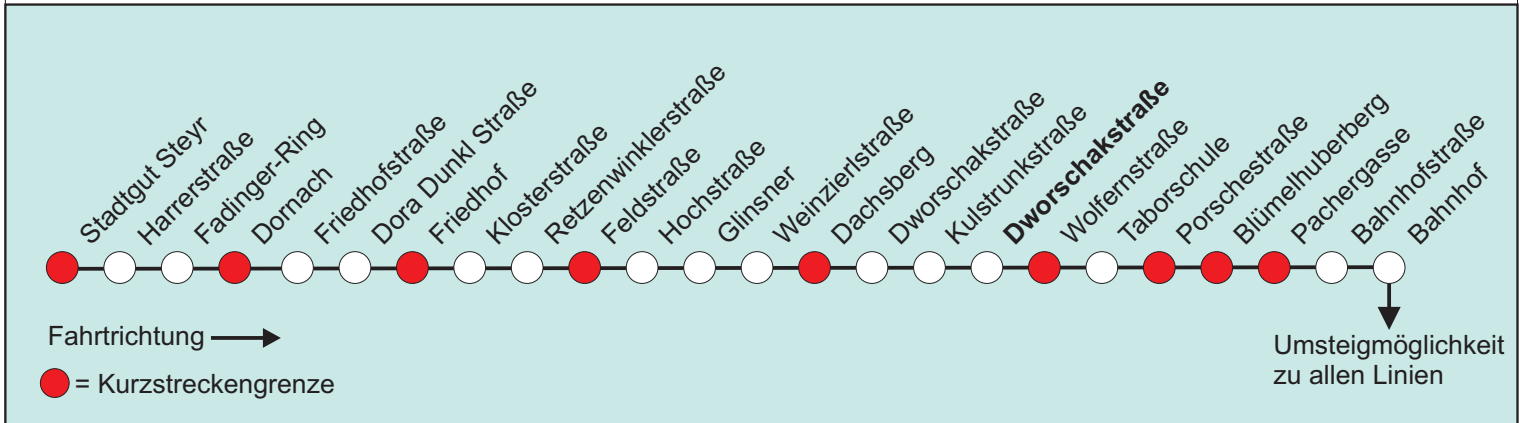 Stadtgut Steyr
Harrerstraße
Fadinger-Ring
Dornach
Friedhofstraße
Dora Dunkl Straße
Friedhof
Klosterstraße
Retzenwinklerstraße
Feldstraße
Hochstraße
Glinsner
Weinzierlstraße
Dachsberg
Dworschakstraße
Kulstrunkstraße
Dworschakstraße
Wolfernstraße
Taborschule
Porschestraße
Blümelhuberberg
Pachergasse
Bahnhofstraße
Bahnhof
Fahrtrichtung
= Kurzstreckengrenze
Umsteigmöglichkeit
zu allen Linien